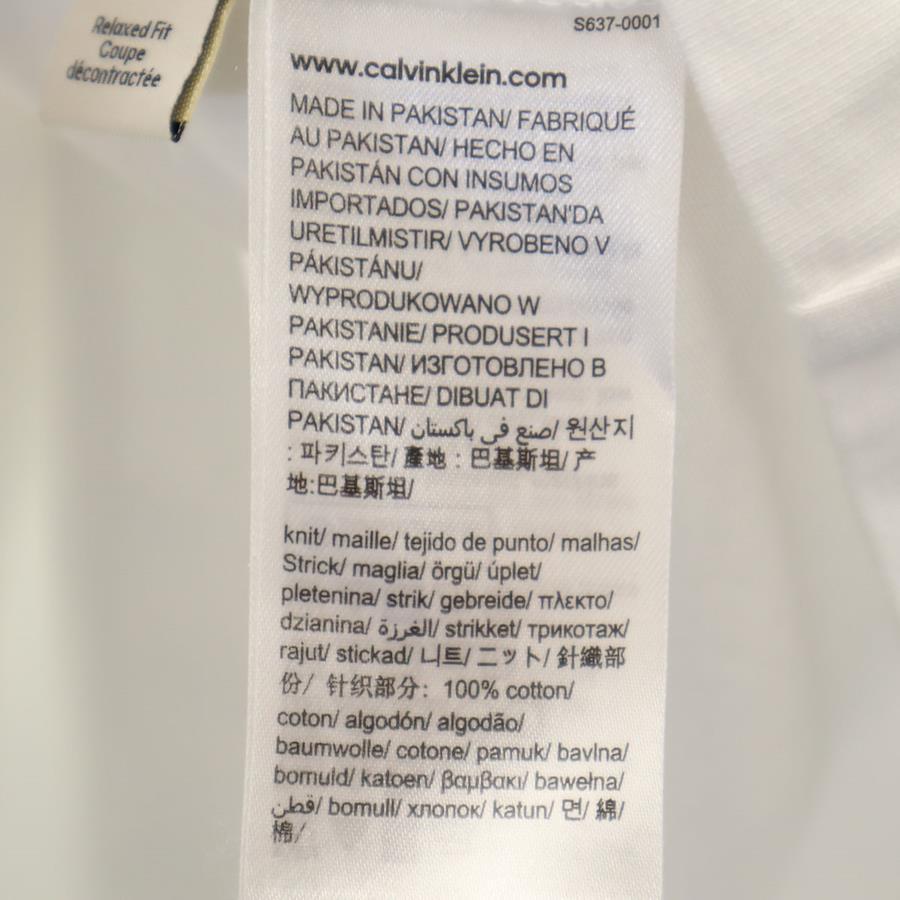 Relaxed Fit
Coupe
décontractée
S637-0001
www.calvinklein.com
MADE IN PAKISTAN/ FABRIQUÉ
AU PAKISTAN/ HECHO EN
PAKISTÁN CON INSUMOS
IMPORTADOS/ PAKISTAN'DA
URETILMISTIR/ VYROBENO V
PÁKISTÁNU/
WYPRODUKOWANO W
PAKISTANIE/ PRODUSERT I
PAKISTAN/ ИЗГОТОВЛЕНО В
ПАКИСТАНЕ/ DIBUAT DI
PAKISTAN/ صنع في باكستان/ 원산지
: 파키스탄/ 產地 : 巴基斯坦/ 产
地:巴基斯坦/
knit/ maille/ tejido de punto/ malhas/
Strick/ maglia/ örgü/ úplet/
pletenina/ strik/ gebreide/ πλεκτο/
dzianina/ الغرزة/ strikket/ трикотаж/
rajut/ stickad/ 니트/ ニット/ 針織部
份/ 针织部分: 100% cotton/
coton/ algodón/ algodão/
baumwolle/ cotone/ pamuk/ bavlna/
bomuld/ katoen/ βαμβακι/ bawełna/
قطن/ bomull/ хлопок/ katun/ 면/ 綿/
棉/